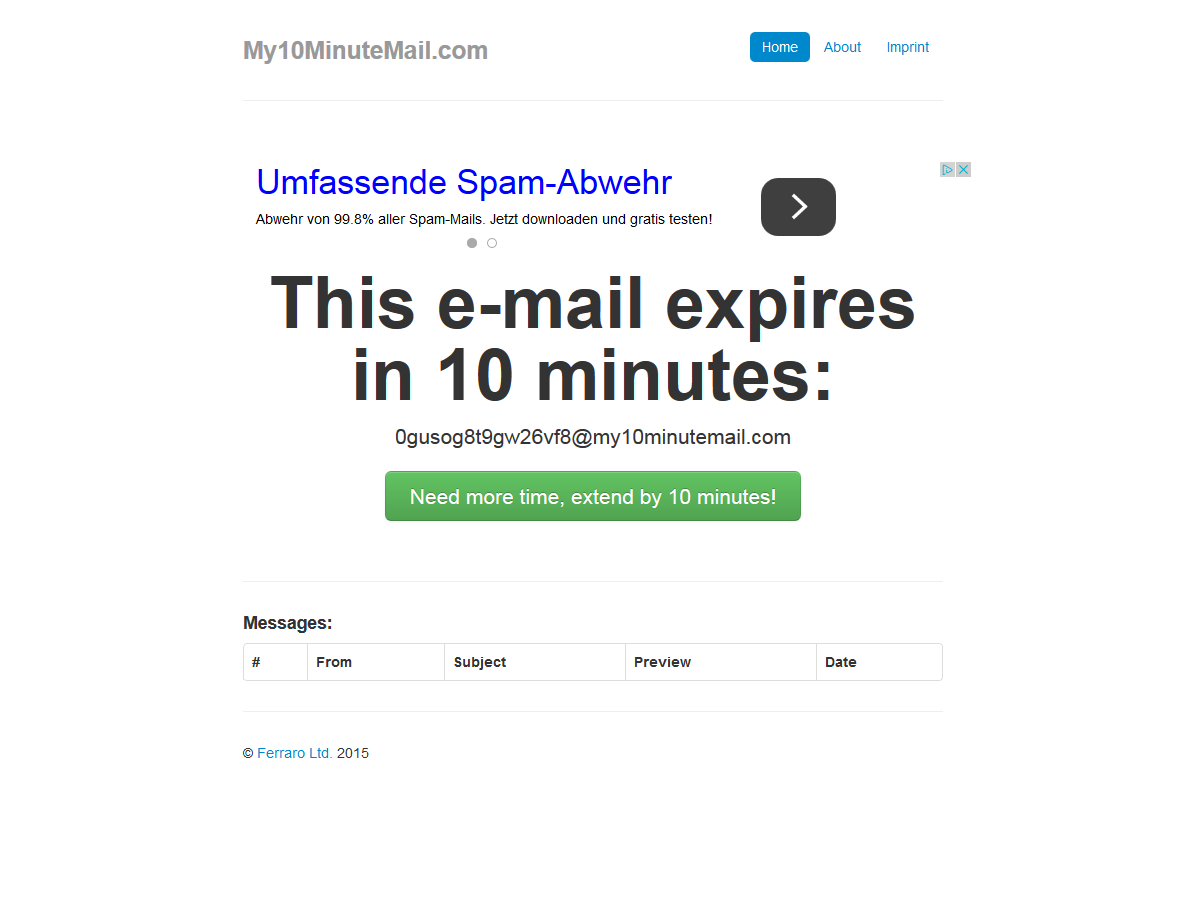 My10MinuteMail.com
Home About Imprint
Umfassende Spam-Abwehr
Abwehr von 99.8% aller Spam-Mails. Jetzt downloaden und gratis testen!
This e-mail expires
in 10 minutes:
0gusog8t9gw26vf8@my10minutemail.com
Need more time, extend by 10 minutes!
Messages:
# From Subject Preview Date
© Ferraro Ltd. 2015